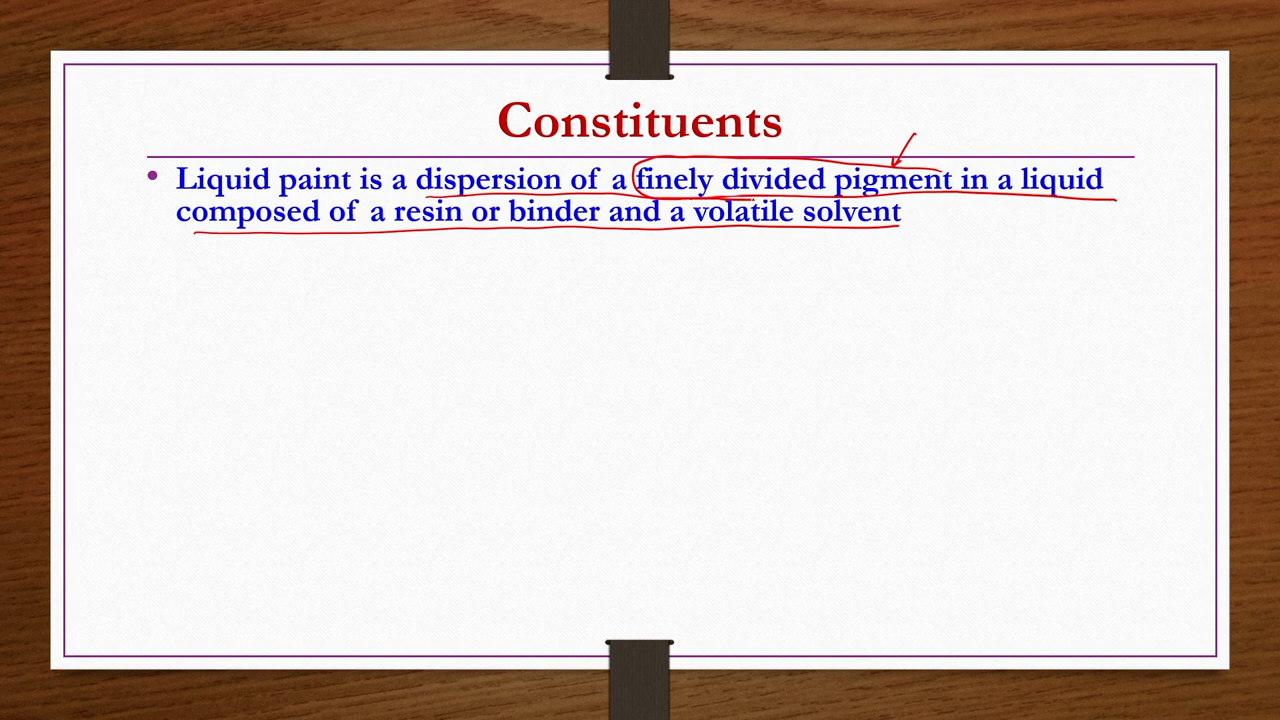 Constituents
• Liquid paint is a dispersion of a finely divided pigment in a liquid
composed of a resin or binder and a volatile solvent